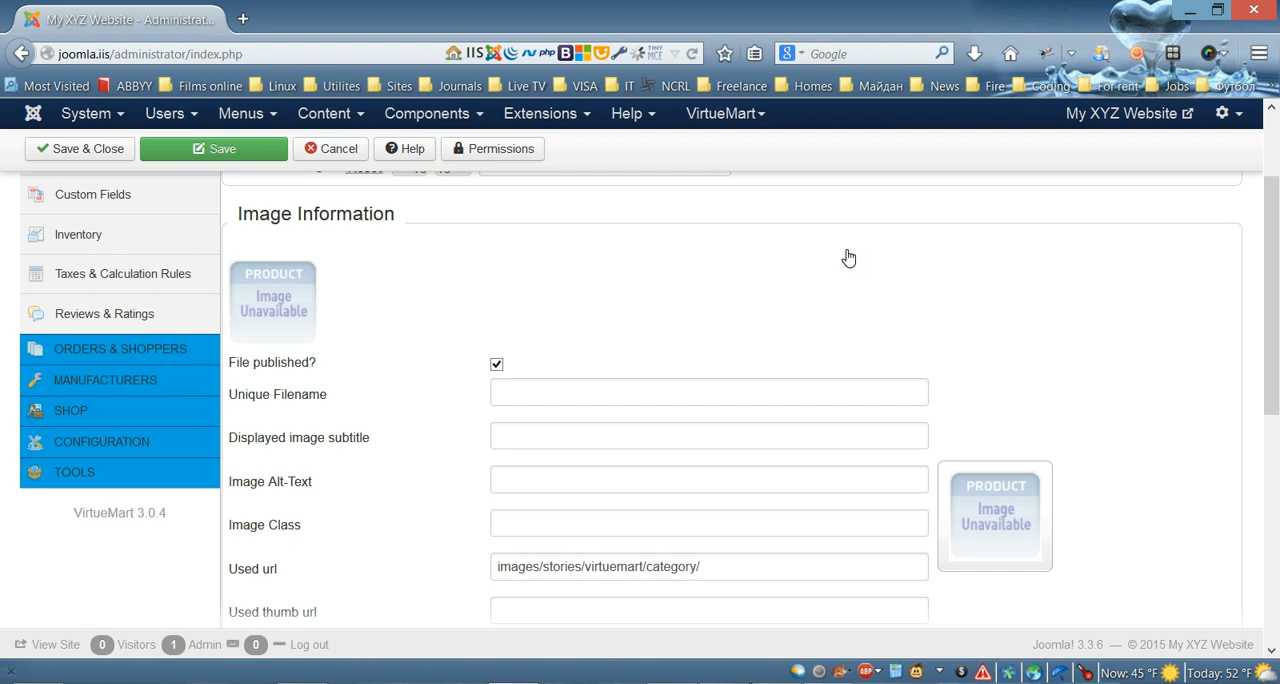 My XYZ Website - Administrat...
joomla.iis/administrator/index.php
IIS
php
B
TINY
MCE
Google
Most Visited
ABBYY
Films online
Linux
Utilites
Sites
Journals
Live TV
VISA
IT
NCRL
Freelance
Homes
Майдан
News
Fire
Coding
For rent
Jobs
Футбол
System
Users
Menus
Content
Components
Extensions
Help
VirtueMart
My XYZ Website
Save & Close
Save
Cancel
Help
Permissions
Custom Fields
Inventory
Taxes & Calculation Rules
Reviews & Ratings
ORDERS & SHOPPERS
MANUFACTURERS
SHOP
CONFIGURATION
TOOLS
VirtueMart 3.0.4
Image Information
PRODUCT
Image
Unavailable
File published?
Unique Filename
Displayed image subtitle
Image Alt-Text
Image Class
Used url
images/stories/virtuemart/category/
Used thumb url
PRODUCT
Image
Unavailable
View Site
0 Visitors
1 Admin
0
Log out
Joomla! 3.3.6 — © 2015 My XYZ Website
ABP
Now: 45 °F
Today: 52 °F